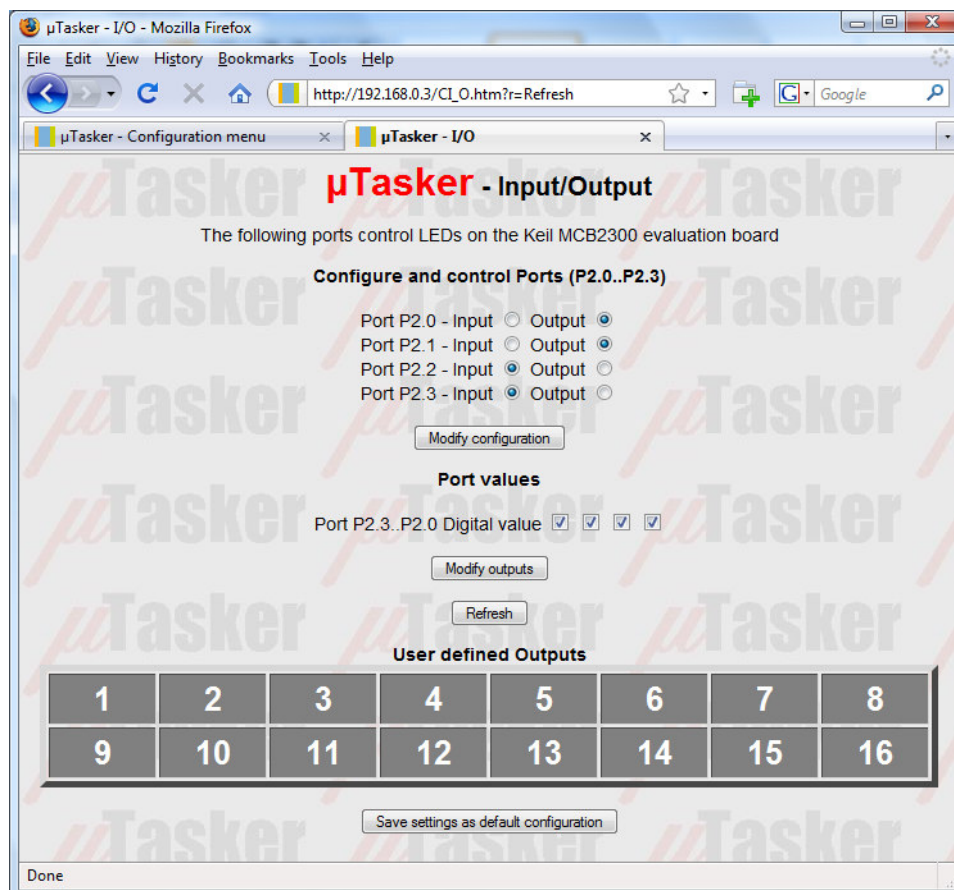 µTasker - I/O - Mozilla Firefox
File Edit View History Bookmarks Tools Help
http://192.168.0.3/CI_O.htm?r=Refresh
G Google
µTasker - Configuration menu
µTasker - I/O
µTasker - Input/Output
The following ports control LEDs on the Keil MCB2300 evaluation board
Configure and control Ports (P2.0..P2.3)
Port P2.0 - Input Output
Port P2.1 - Input Output
Port P2.2 - Input Output
Port P2.3 - Input Output
Modify configuration
Port values
Port P2.3..P2.0 Digital value
Modify outputs
Refresh
User defined Outputs
1 2 3 4 5 6 7 8
9 10 11 12 13 14 15 16
Save settings as default configuration
Done